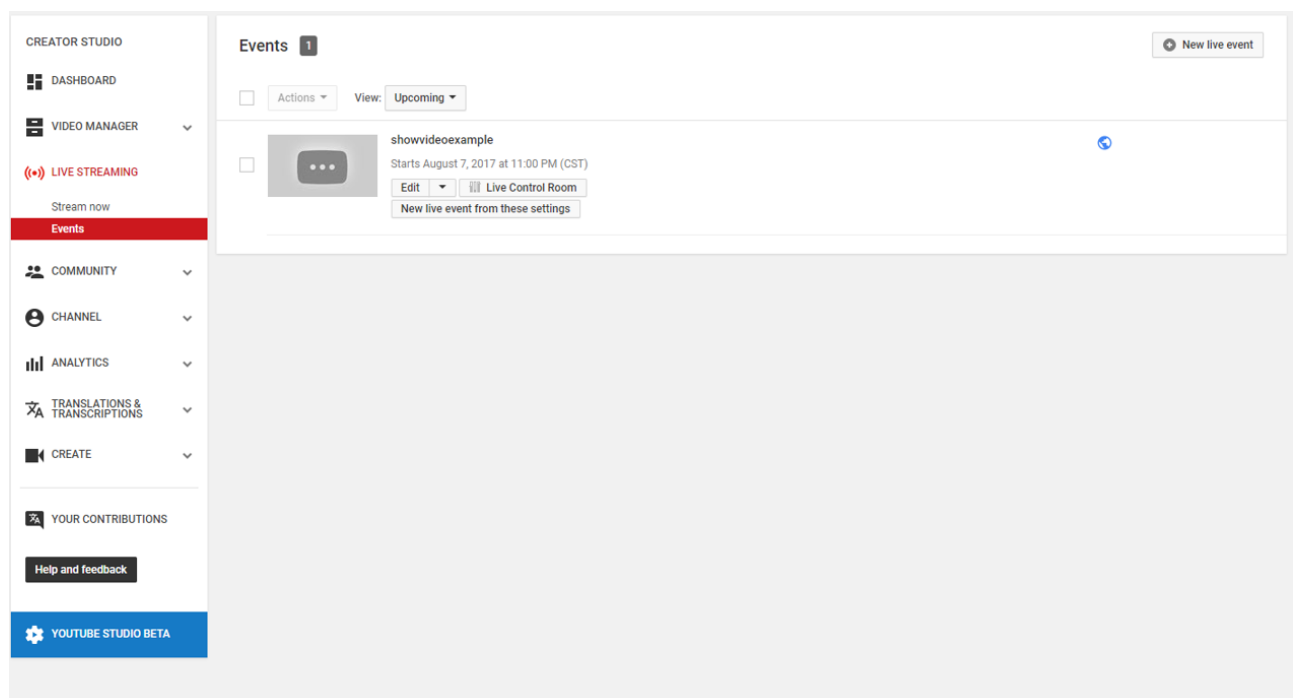 CREATOR STUDIO
DASHBOARD
VIDEO MANAGER
LIVE STREAMING
Stream now
Events
COMMUNITY
CHANNEL
ANALYTICS
TRANSLATIONS &
TRANSCRIPTIONS
CREATE
YOUR CONTRIBUTIONS
Help and feedback
YOUTUBE STUDIO BETA
Events 1
New live event
Actions View: Upcoming
showvideoexample
Starts August 7, 2017 at 11:00 PM (CST)
Edit Live Control Room
New live event from these settings